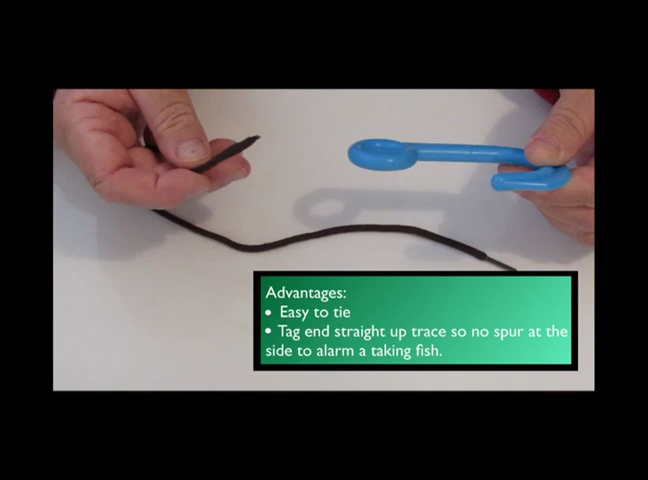 Advantages:
• Easy to tie
• Tag end straight up trace so no spur at the
side to alarm a taking fish.